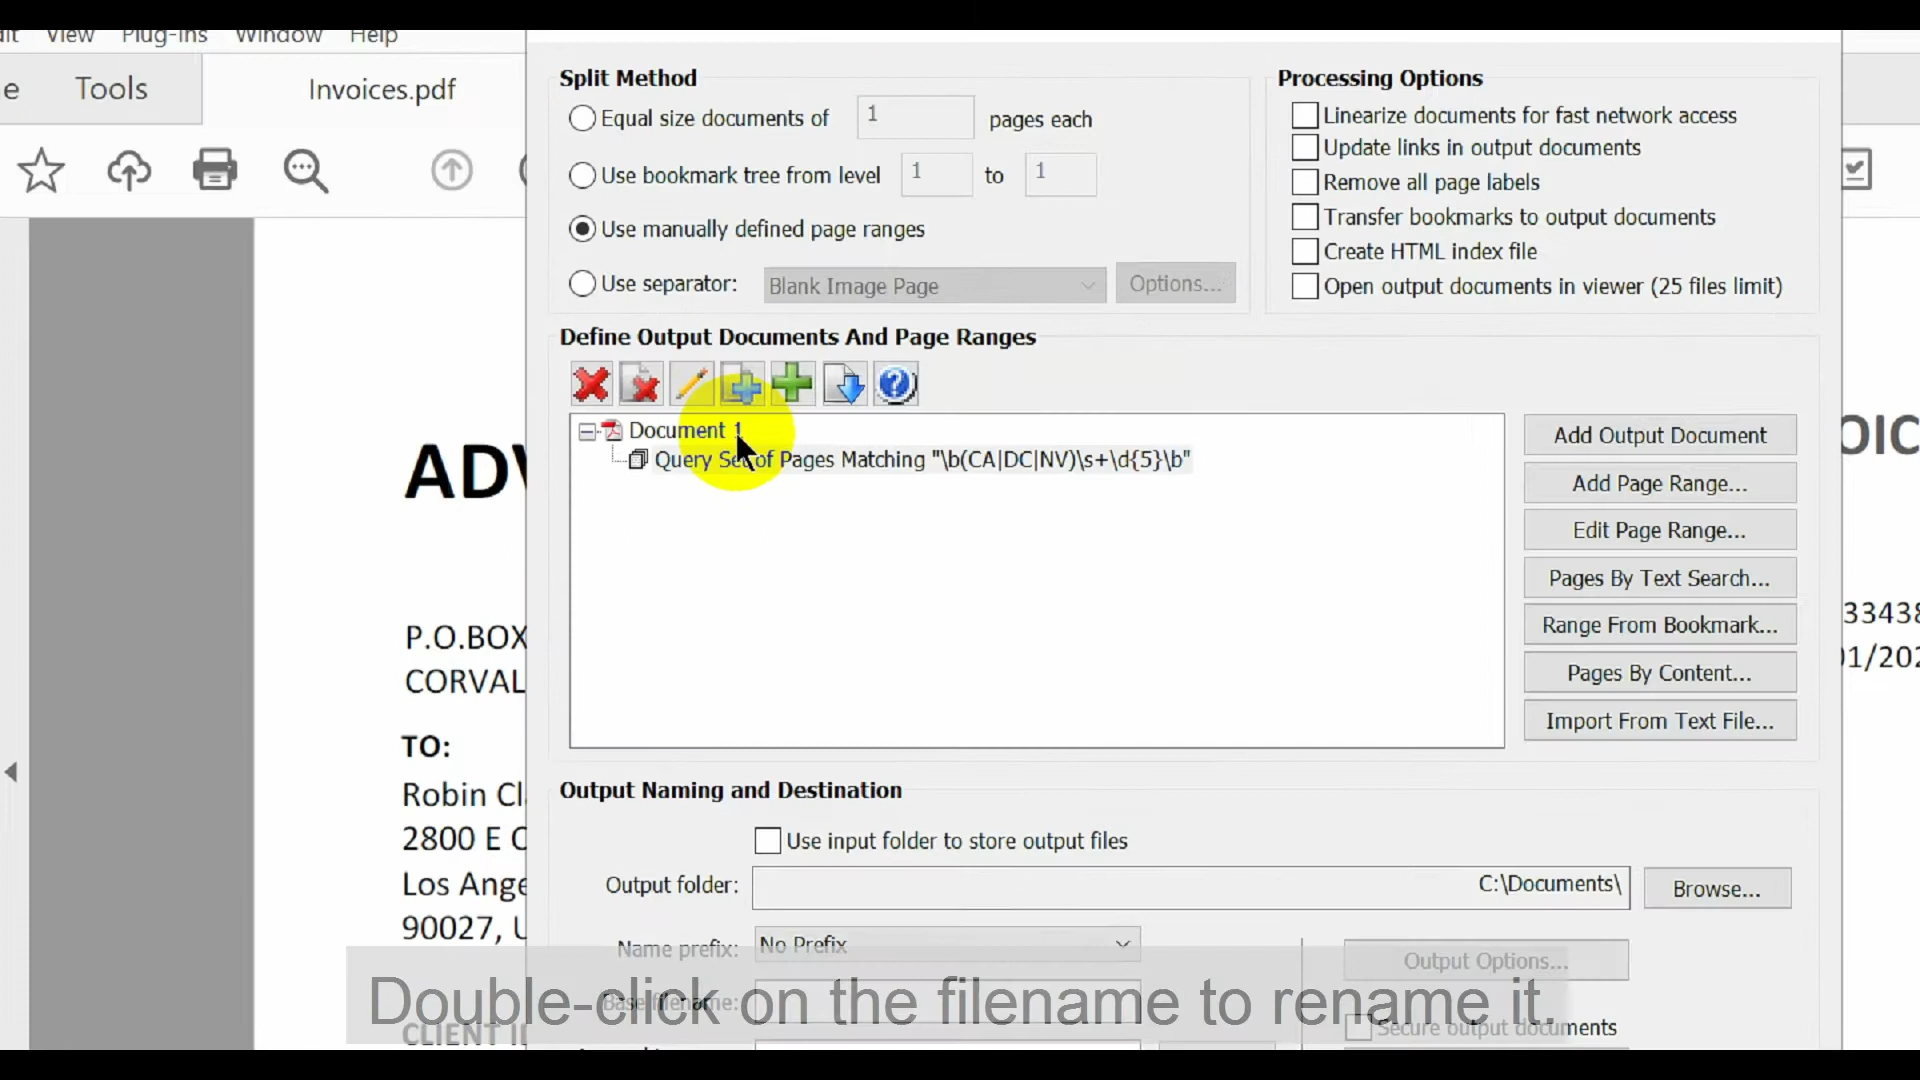 View Plug-Ins Window Help
Tools
Invoices.pdf
Split Method
Equal size documents of 1 pages each
Use bookmark tree from level 1 to 1
Use manually defined page ranges
Use separator: Blank Image Page Options...
Processing Options
Linearize documents for fast network access
Update links in output documents
Remove all page labels
Transfer bookmarks to output documents
Create HTML index file
Open output documents in viewer (25 files limit)
Define Output Documents And Page Ranges
Document 1
Query Set of Pages Matching "\b(CA|DC|NV)\s+\d{5}\b"
Add Output Document
Add Page Range...
Edit Page Range...
Pages By Text Search...
Range From Bookmark...
Pages By Content...
Import From Text File...
ADV
P.O.BOX
CORVAL
TO:
Robin Cl
2800 E
Los Ange
90027, U
CLIENT I
OIC
33438
01/202
Output Naming and Destination
Use input folder to store output files
Output folder: C:\Documents\ Browse...
Name prefix: No Prefix
Output Options...
Base filename:
Secure output documents
Double-click on the filename to rename it.